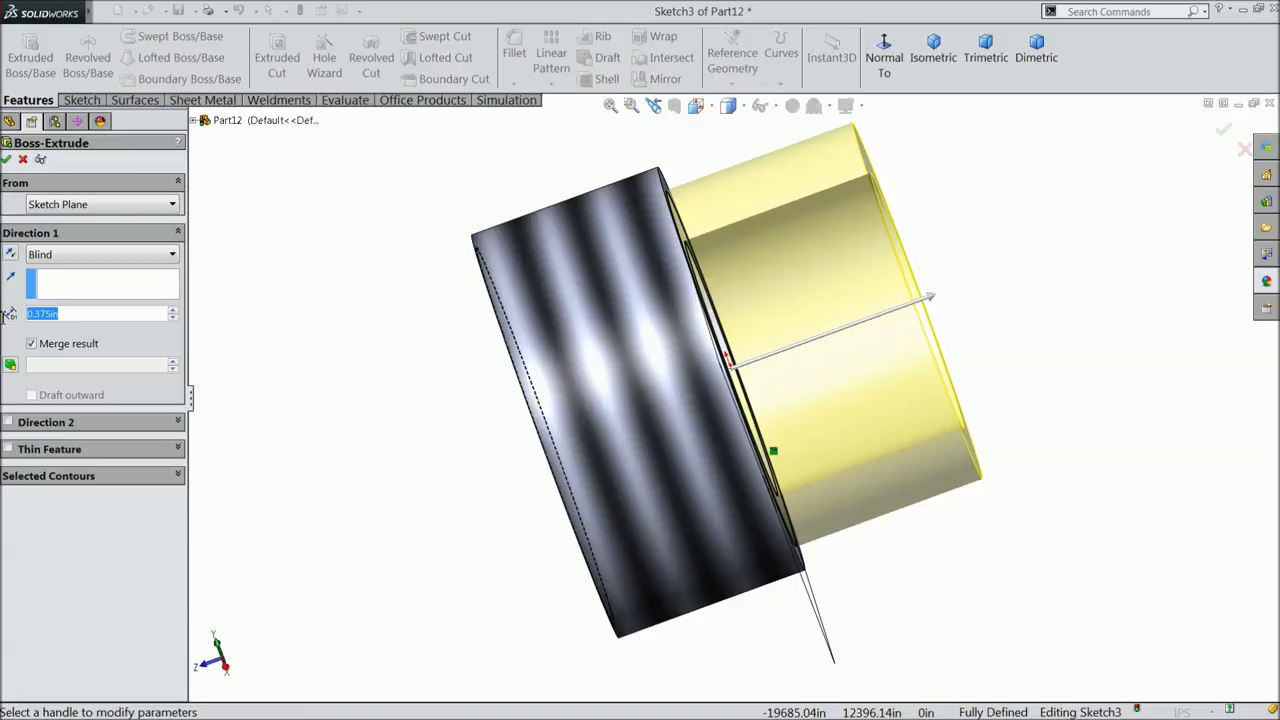 SOLIDWORKS
Sketch3 of Part12 *
Search Commands
Extruded Boss/Base
Revolved Boss/Base
Swept Boss/Base
Lofted Boss/Base
Boundary Boss/Base
Extruded Cut
Hole Wizard
Revolved Cut
Swept Cut
Lofted Cut
Boundary Cut
Fillet
Linear Pattern
Rib
Draft
Shell
Wrap
Intersect
Mirror
Reference Geometry
Curves
Instant3D
Normal To
Isometric
Trimetric
Dimetric
Features
Sketch
Surfaces
Sheet Metal
Weldments
Evaluate
Office Products
Simulation
Part12 (Default<<Def...
Boss-Extrude
?
From
Sketch Plane
Direction 1
Blind
0.375in
Merge result
Draft outward
Direction 2
Thin Feature
Selected Contours
Y
Z
X
Select a handle to modify parameters
-19685.04in
12396.14in
0in
Fully Defined
Editing Sketch3
IPS